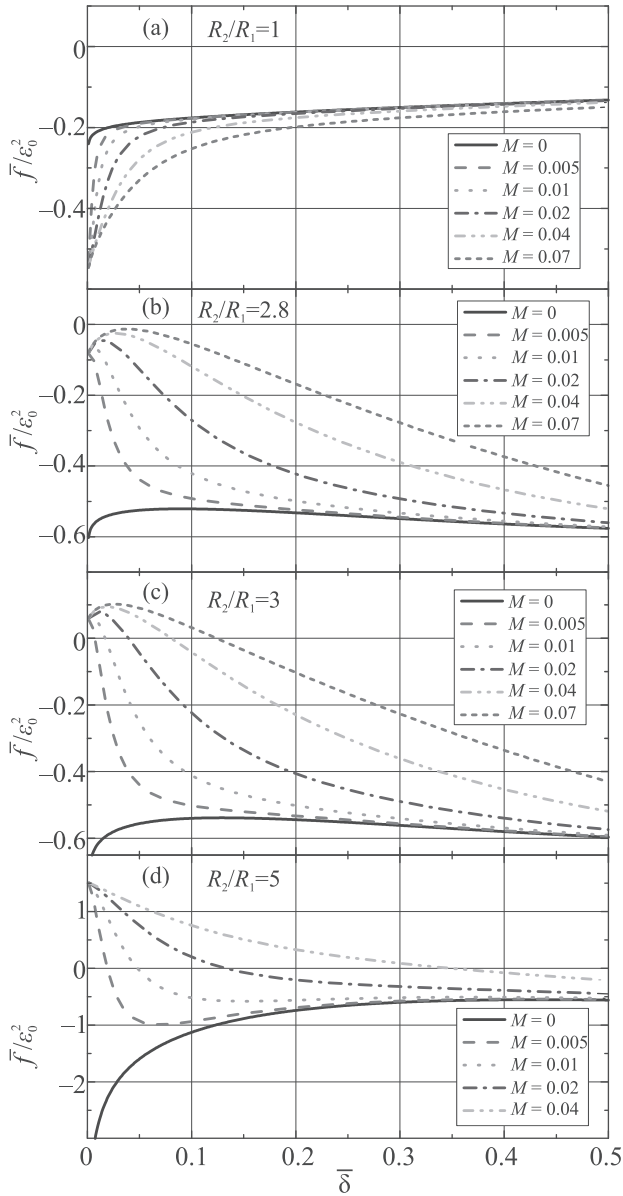 (a) R₂/R₁=1
0
−0.2
−0.4
f̅/ε₀²
M = 0
M = 0.005
M = 0.01
M = 0.02
M = 0.04
M = 0.07
(b) R₂/R₁=2.8
0
−0.2
−0.4
−0.6
f̅/ε₀²
M = 0
M = 0.005
M = 0.01
M = 0.02
M = 0.04
M = 0.07
(c) R₂/R₁=3
0
−0.2
−0.4
−0.6
f̅/ε₀²
M = 0
M = 0.005
M = 0.01
M = 0.02
M = 0.04
M = 0.07
(d) R₂/R₁=5
1
0
−1
−2
f̅/ε₀²
M = 0
M = 0.005
M = 0.01
M = 0.02
M = 0.04
0 0.1 0.2 0.3 0.4 0.5
δ̅